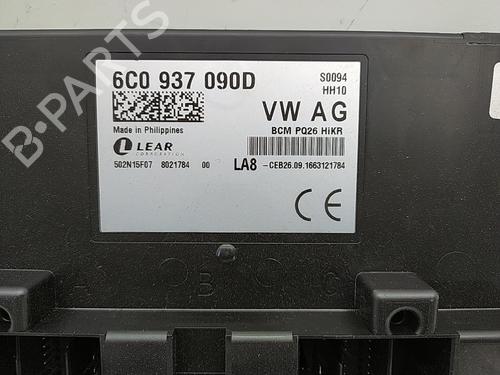 B-PARTS
6C0 937 090D
S0094
HH10
VW AG
BCM PQ26 HiKR
Made in Philippines
LEAR
CORPORATION
502N15F07 8021784 00
LA8 -CEB26.09.1663121784
CE
A B C